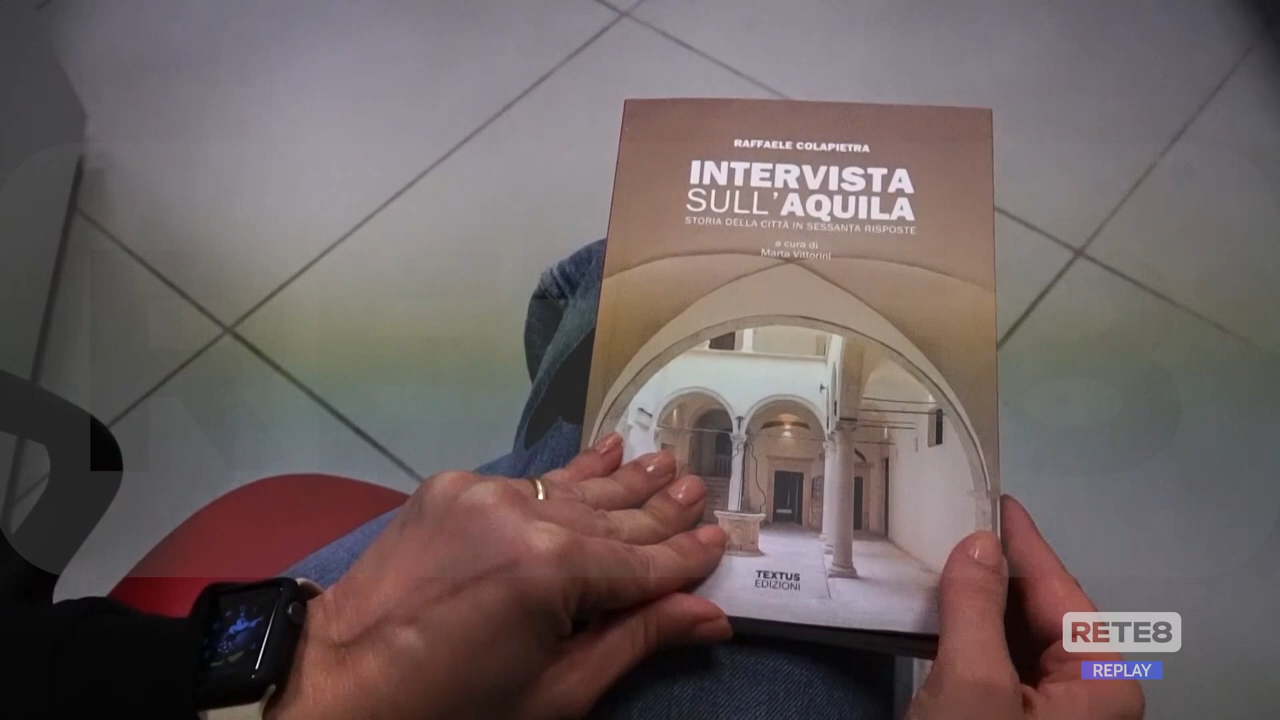 RAFFAELE COLAPIETRA
INTERVISTA
SULL'AQUILA
STORIA DELLA CITTÀ IN SESSANTA RISPOSTE
a cura di
Marta Vittorini
TEXTUS
EDIZIONI
RETE8
REPLAY